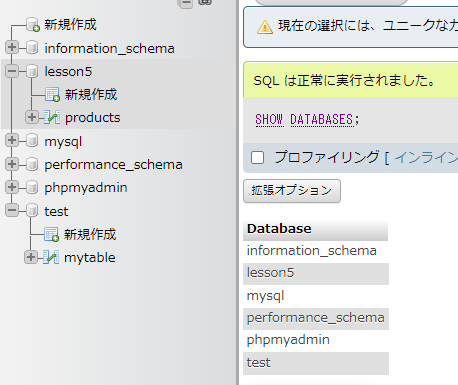 新規作成
information_schema
lesson5
新規作成
products
mysql
performance_schema
phpmyadmin
test
新規作成
mytable
現在の選択には、ユニークな
SQL は正常に実行されました。
SHOW DATABASES;
プロファイリング [ インライン
拡張オプション
Database
information_schema
lesson5
mysql
performance_schema
phpmyadmin
test